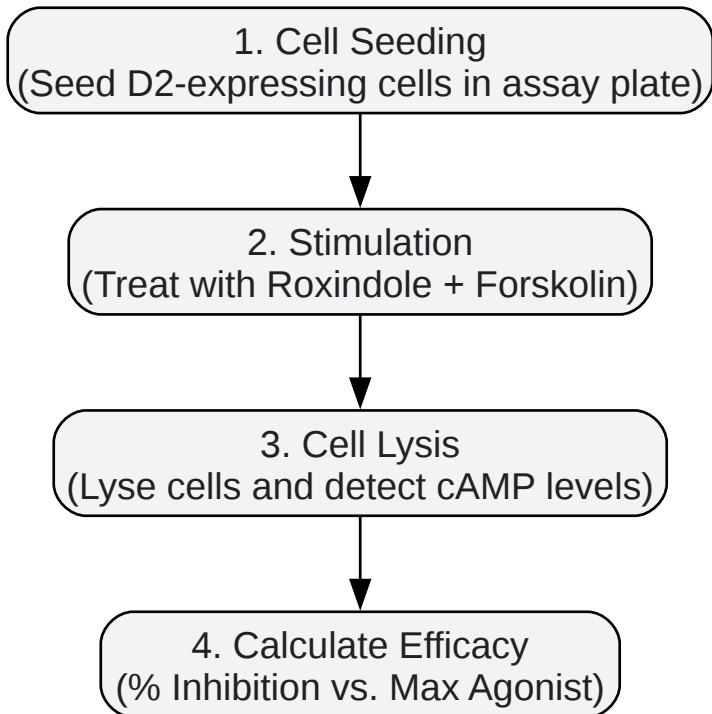 1. Cell Seeding
(Seed D2-expressing cells in assay plate)
2. Stimulation
(Treat with Roxindole + Forskolin)
3. Cell Lysis
(Lyse cells and detect cAMP levels)
4. Calculate Efficacy
(% Inhibition vs. Max Agonist)